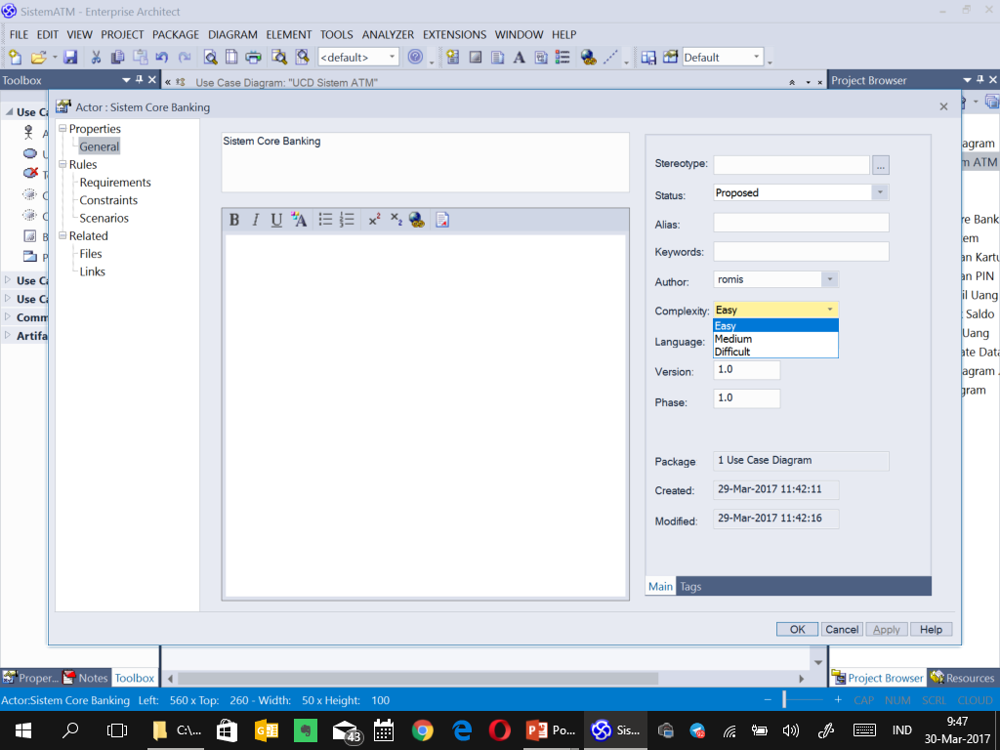 SistemATM - Enterprise Architect
FILE EDIT VIEW PROJECT PACKAGE DIAGRAM ELEMENT TOOLS ANALYZER EXTENSIONS WINDOW HELP
<default>
Default
Toolbox
Use Case Diagram: "UCD Sistem ATM"
Project Browser
Actor : Sistem Core Banking
Use Ca
A
U
Te
C
C
B
P
Use Ca
Use Ca
Comm
Artifa
Properties
General
Rules
Requirements
Constraints
Scenarios
Related
Files
Links
Sistem Core Banking
B I U A x² x₂
Stereotype: ...
Status: Proposed
Alias:
Keywords:
Author: romis
Complexity: Easy
Easy
Medium
Difficult
Language:
Version: 1.0
Phase: 1.0
Package 1 Use Case Diagram
Created: 29-Mar-2017 11:42:11
Modified: 29-Mar-2017 11:42:16
Main Tags
OK Cancel Apply Help
agram
m ATM
re Bank
em
an Kartu
an PIN
il Uang
t Saldo
Uang
ate Data
agram .
gram
Proper... Notes Toolbox
Project Browser Resources
Actor:Sistem Core Banking Left: 560 x Top: 260 - Width: 50 x Height: 100
CAP NUM SCRL CLOUD
C:\... 43 Po... Sis... IND
9:47
30-Mar-2017